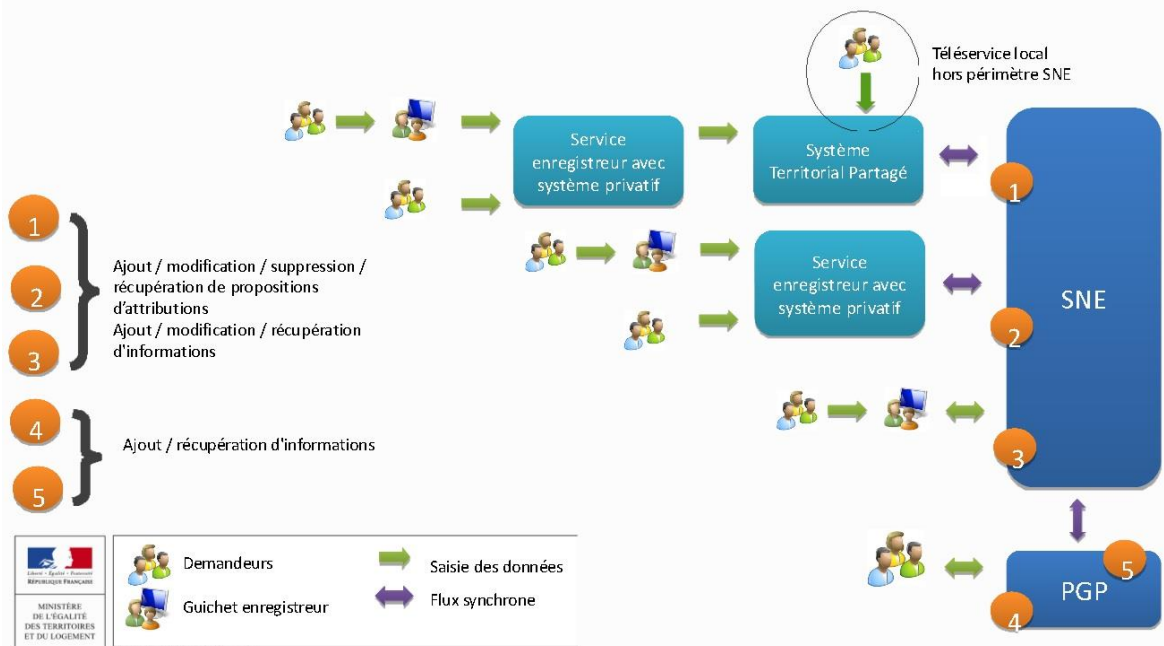 Téléservice local
hors périmètre SNE
Service
enregistreur avec
système privatif
Système
Territorial Partagé
1
1
Ajout / modification / suppression /
récupération de propositions
d'attributions
Ajout / modification / récupération
d'informations
2
3
Service
enregistreur avec
système privatif
SNE
2
3
4
Ajout / récupération d'informations
5
PGP
5
4
Liberté • Égalité • Fraternité
RÉPUBLIQUE FRANÇAISE
MINISTÈRE
DE L'ÉGALITÉ
DES TERRITOIRES
ET DU LOGEMENT
Demandeurs
Saisie des données
Guichet enregistreur
Flux synchrone